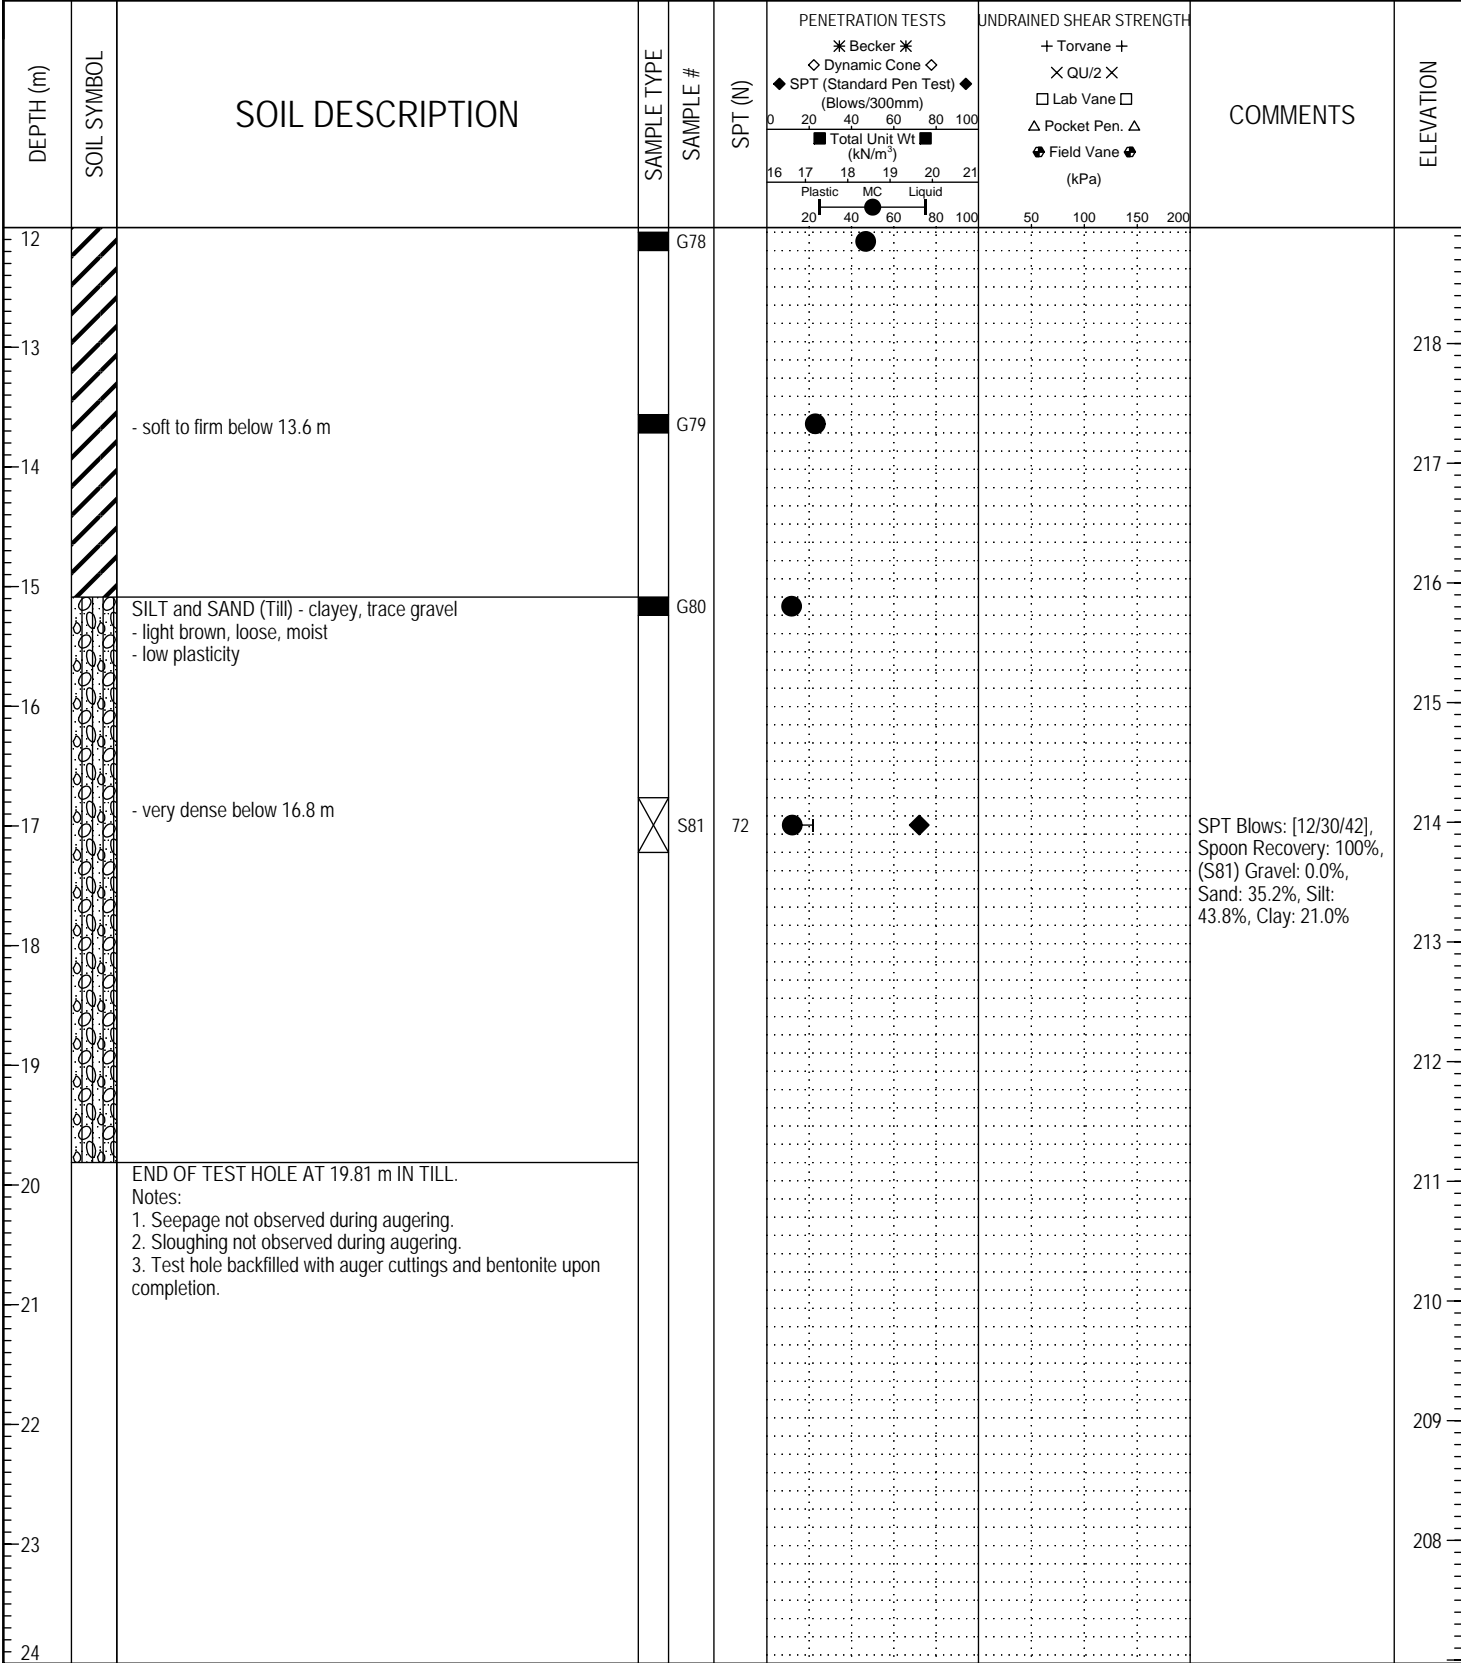 DEPTH (m)
SOIL SYMBOL
SOIL DESCRIPTION
SAMPLE TYPE
SAMPLE #
SPT (N)
PENETRATION TESTS
Becker
Dynamic Cone
SPT (Standard Pen Test)
(Blows/300mm)
0 20 40 60 80 100
Total Unit Wt
(kN/m³)
16 17 18 19 20 21
Plastic MC Liquid
20 40 60 80 100
UNDRAINED SHEAR STRENGTH
+ Torvane +
QU/2
Lab Vane
Pocket Pen.
Field Vane
(kPa)
50 100 150 200
COMMENTS
ELEVATION
12
G78
13
218
- soft to firm below 13.6 m
G79
14
217
15
216
SILT and SAND (Till) - clayey, trace gravel
G80
- light brown, loose, moist
- low plasticity
16
215
- very dense below 16.8 m
17
S81
72
SPT Blows: [12/30/42],
Spoon Recovery: 100%,
(S81) Gravel: 0.0%,
Sand: 35.2%, Silt:
43.8%, Clay: 21.0%
214
18
213
19
212
END OF TEST HOLE AT 19.81 m IN TILL.
20
211
Notes:
1. Seepage not observed during augering.
2. Sloughing not observed during augering.
3. Test hole backfilled with auger cuttings and bentonite upon
completion.
21
210
22
209
23
208
24